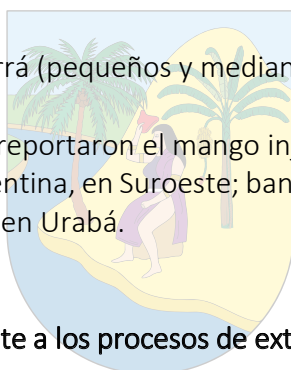 rrá (pequeños y median
reportaron el mango in
entina, en Suroeste; ban
en Urabá.
te a los procesos de ext